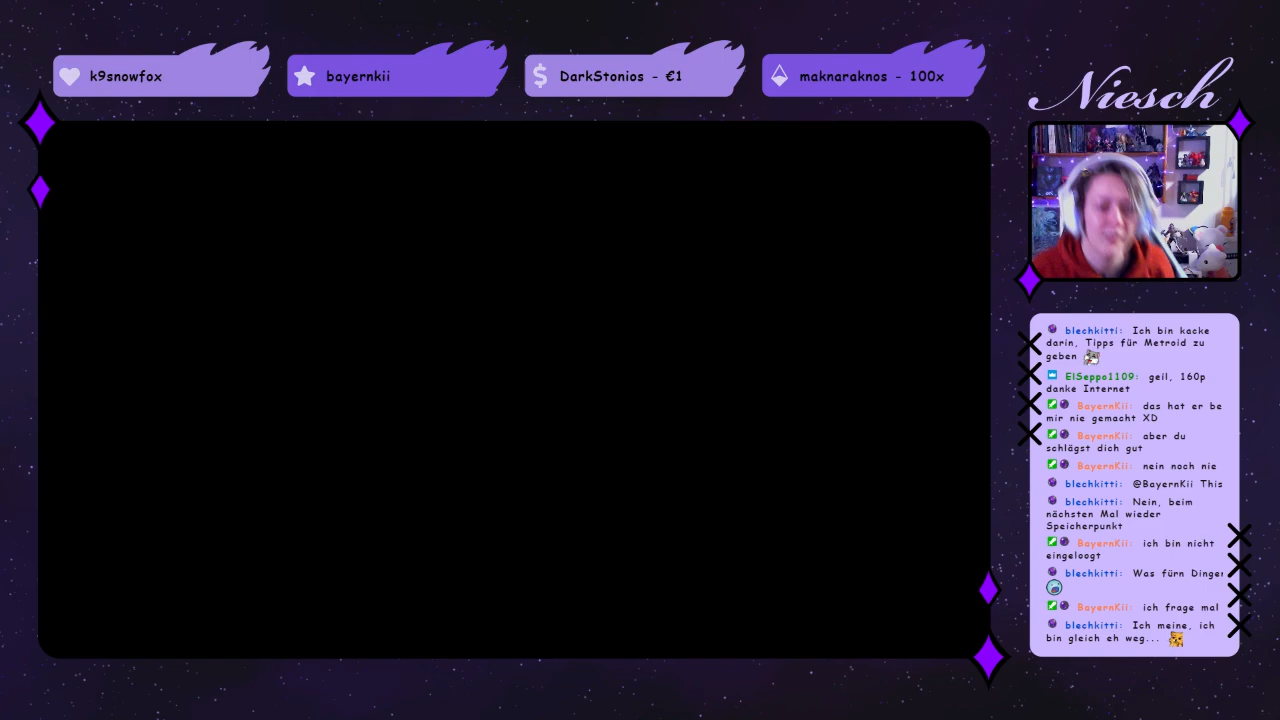 k9snowfox
bayernkii
DarkStonios - €1
maknaraknos - 100x
Niesch
blechkitti: Ich bin kacke
darin, Tipps für Metroid zu
geben
ElSeppo1109: geil, 160p
danke Internet
BayernKii: das hat er be
mir nie gemacht XD
BayernKii: aber du
schlägst dich gut
BayernKii: nein noch nie
blechkitti: @BayernKii This
blechkitti: Nein, beim
nächsten Mal wieder
Speicherpunkt
BayernKii: ich bin nicht
eingeloogt
blechkitti: Was fürn Dinger
BayernKii: ich frage mal
blechkitti: Ich meine, ich
bin gleich eh weg...